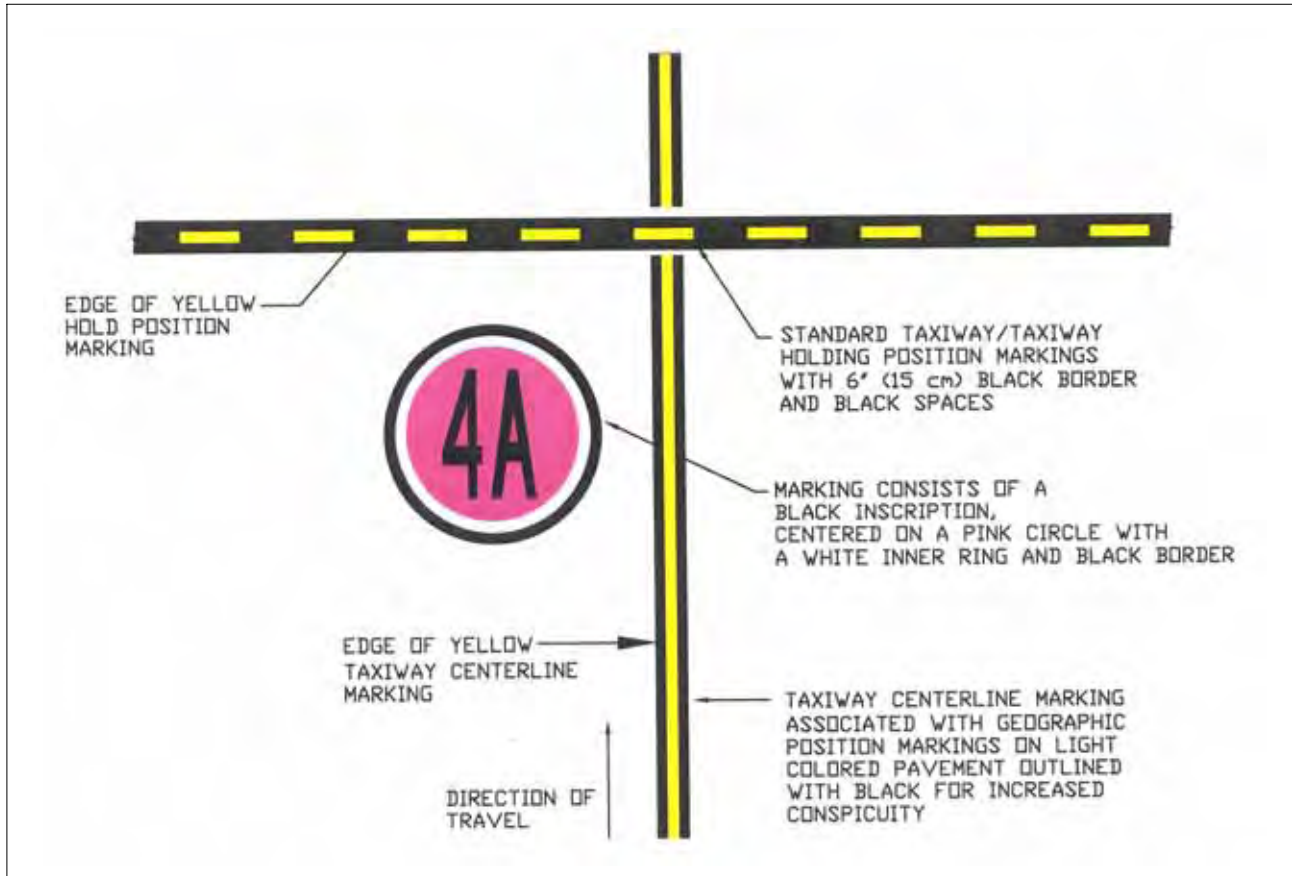 EDGE OF YELLOW
HOLD POSITION
MARKING
4A
STANDARD TAXIWAY/TAXIWAY
HOLDING POSITION MARKINGS
WITH 6" (15 cm) BLACK BORDER
AND BLACK SPACES
MARKING CONSISTS OF A
BLACK INSCRIPTION,
CENTERED ON A PINK CIRCLE WITH
A WHITE INNER RING AND BLACK BORDER
EDGE OF YELLOW
TAXIWAY CENTERLINE
MARKING
TAXIWAY CENTERLINE MARKING
ASSOCIATED WITH GEOGRAPHIC
POSITION MARKINGS ON LIGHT
COLORED PAVEMENT OUTLINED
WITH BLACK FOR INCREASED
CONSPICUITY
DIRECTION OF
TRAVEL